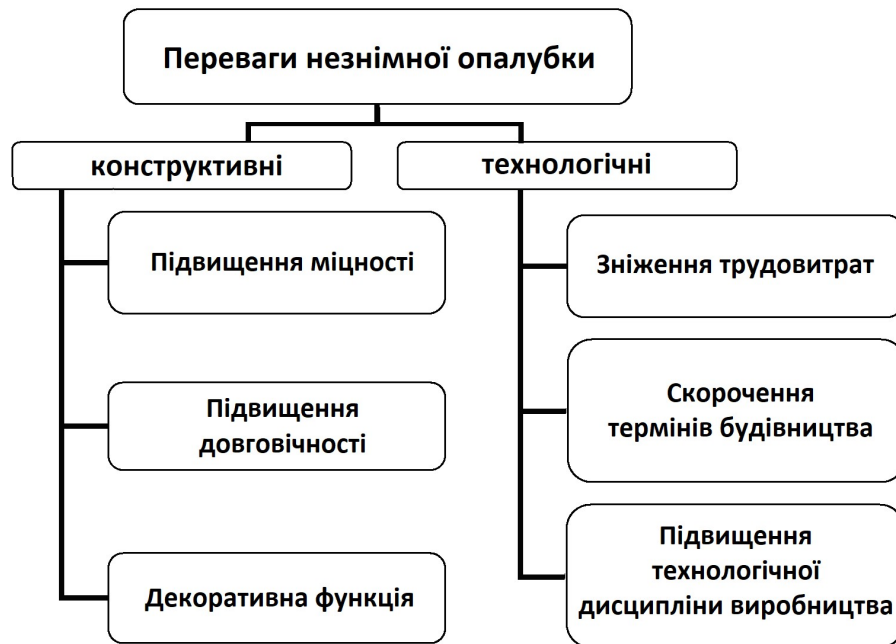 Переваги незнімної опалубки
конструктивні
технологічні
Підвищення міцності
Підвищення
довговічності
Декоративна функція
Зніження трудовитрат
Скорочення
термінів будівництва
Підвищення
технологічної
дисципліни виробництва